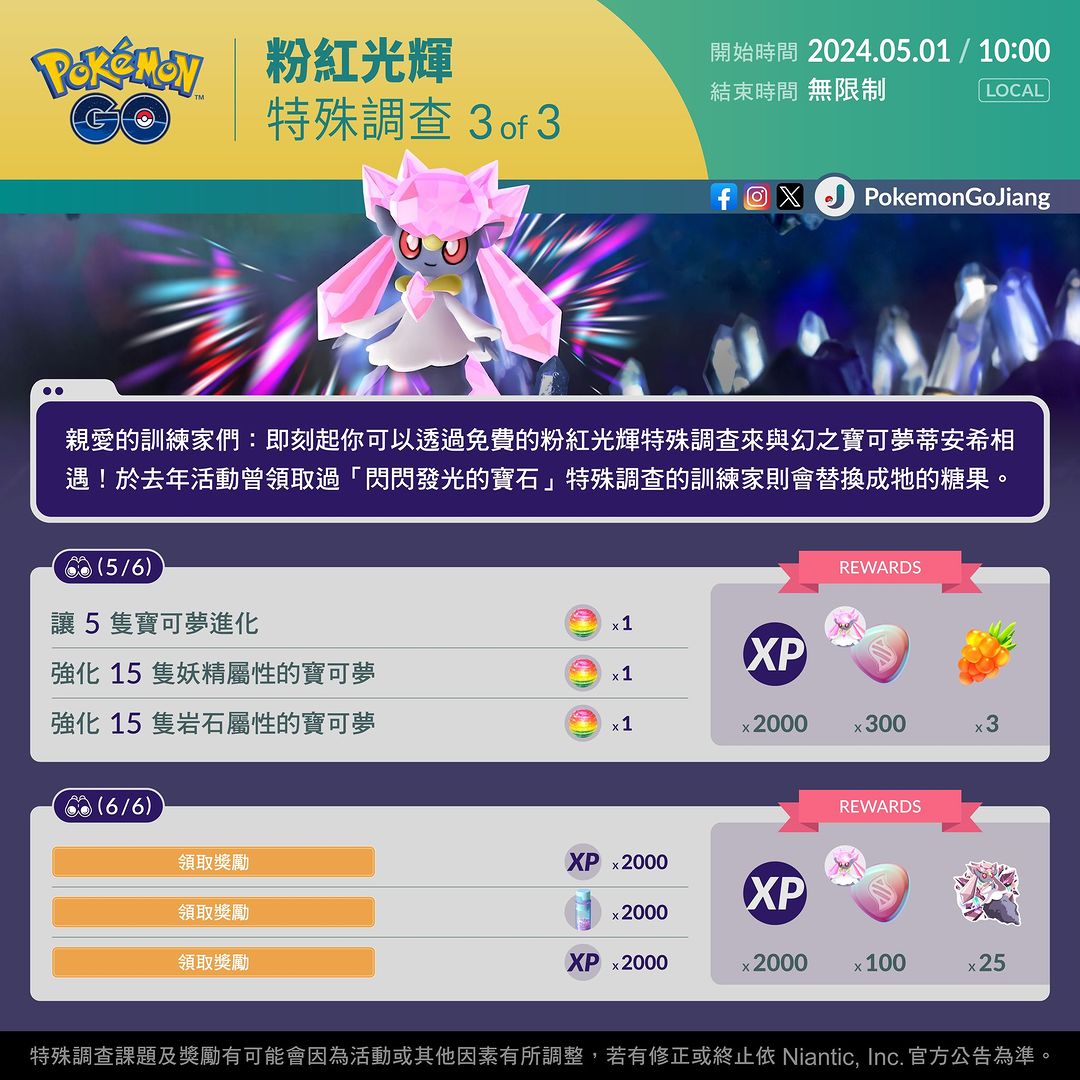 POKÉMON
GO
TM
粉紅光輝
特殊調查 3 of 3
開始時間 2024.05.01 / 10:00
結束時間 無限制 LOCAL
PokemonGoJiang
親愛的訓練家們：即刻起你可以透過免費的粉紅光輝特殊調查來與幻之寶可夢蒂安希相
遇！於去年活動曾領取過「閃閃發光的寶石」特殊調查的訓練家則會替換成牠的糖果。
(5/6)
REWARDS
讓 5 隻寶可夢進化 x1
強化 15 隻妖精屬性的寶可夢 x1
強化 15 隻岩石屬性的寶可夢 x1
XP
x2000 x300 x3
(6/6)
REWARDS
領取獎勵 XP x2000
領取獎勵 x2000
領取獎勵 XP x2000
XP
x2000 x100 x25
特殊調查課題及獎勵有可能會因為活動或其他因素有所調整，若有修正或終止依 Niantic, Inc. 官方公告為準。